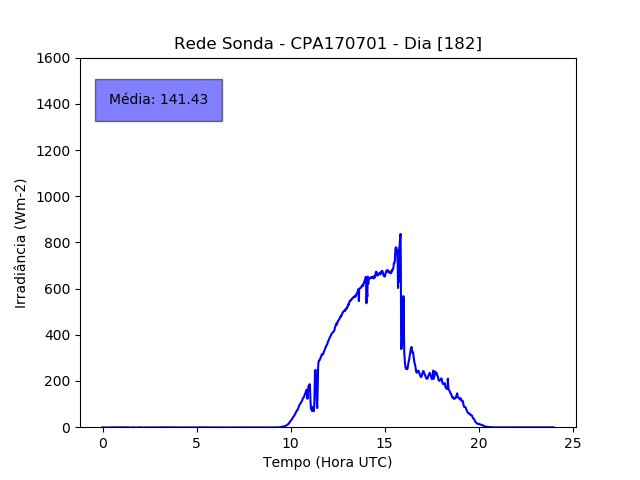 Rede Sonda - CPA170701 - Dia [182]
1600
1400
1200
1000
800
600
400
200
0
Média: 141.43
Irradiância (Wm-2)
0 5 10 15 20 25
Tempo (Hora UTC)